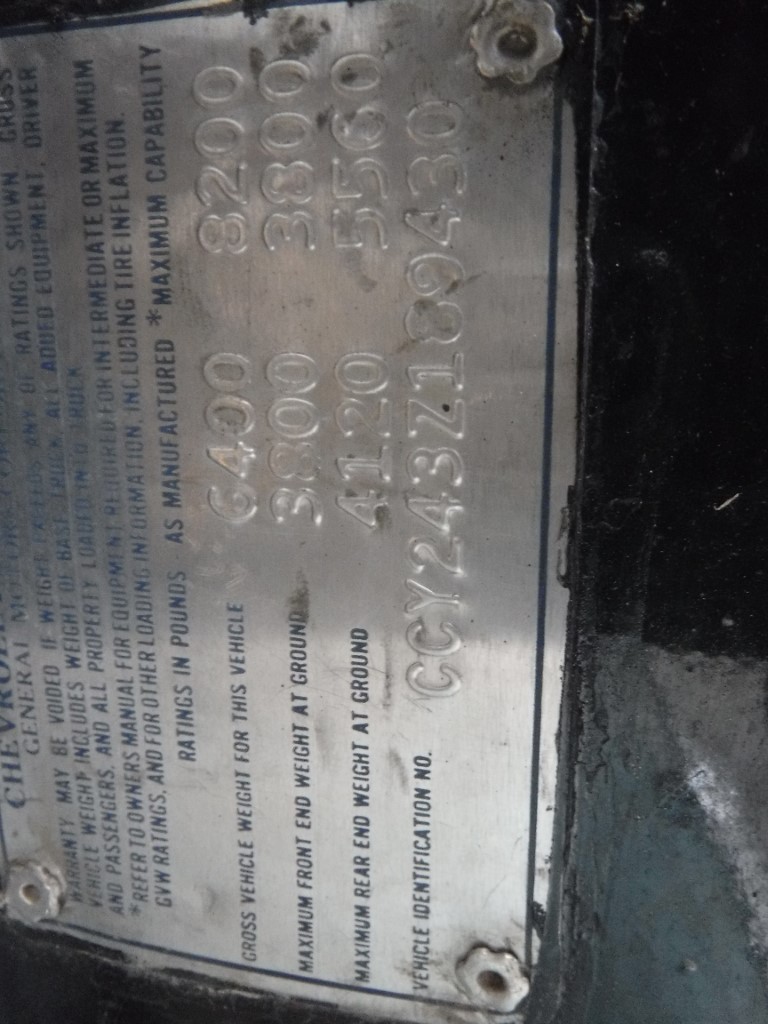 CHEVROLE
GENERAL MOTORS
WARRANTY MAY BE VOIDED IF WEIGHT EXCEEDS ANY OF RATINGS SHOWN. GROSS
VEHICLE WEIGHT INCLUDES WEIGHT OF BASE TRUCK, ALL ADDED EQUIPMENT, DRIVER
AND PASSENGERS, AND ALL PROPERTY LOADED INTO TRUCK
*REFER TO OWNERS MANUAL FOR EQUIPMENT REQUIRED FOR INTERMEDIATE OR MAXIMUM
GVW RATINGS, AND FOR OTHER LOADING INFORMATION, INCLUDING TIRE INFLATION.
RATINGS IN POUNDS AS MANUFACTURED *MAXIMUM CAPABILITY
GROSS VEHICLE WEIGHT FOR THIS VEHICLE 6400 8200
MAXIMUM FRONT END WEIGHT AT GROUND 3800 3800
MAXIMUM REAR END WEIGHT AT GROUND 4120 5560
VEHICLE IDENTIFICATION NO. CCY243Z189430